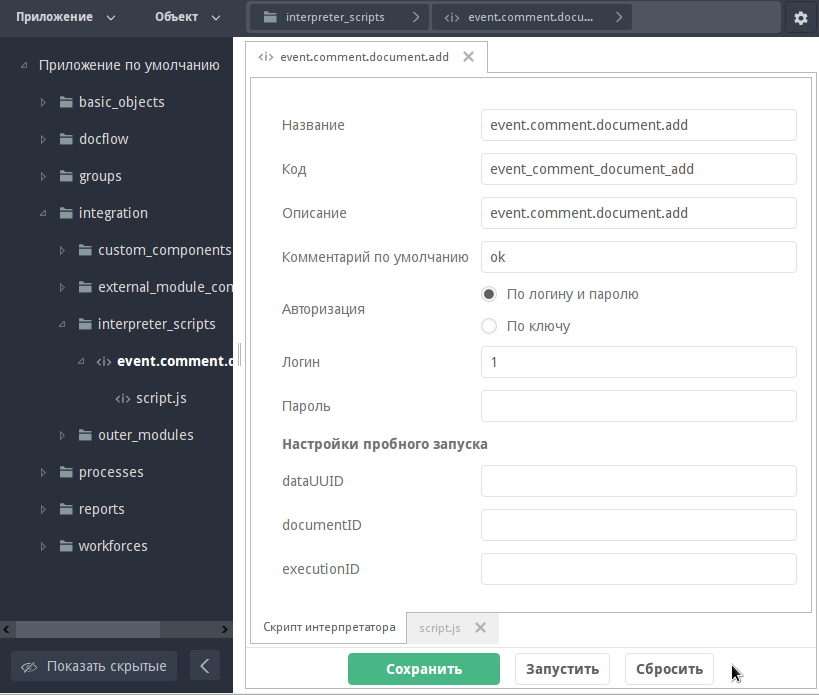 Приложение
Объект
interpreter_scripts
event.comment.docu...
Приложение по умолчанию
basic_objects
docflow
groups
integration
custom_components
external_module_con
interpreter_scripts
event.comment.d
script.js
outer_modules
processes
reports
workforces
Показать скрытые
event.comment.document.add
Название
event.comment.document.add
Код
event_comment_document_add
Описание
event.comment.document.add
Комментарий по умолчанию
ok
Авторизация
По логину и паролю
По ключу
Логин
1
Пароль
Настройки пробного запуска
dataUUID
documentID
executionID
Скрипт интерпретатора
script.js
Сохранить
Запустить
Сбросить